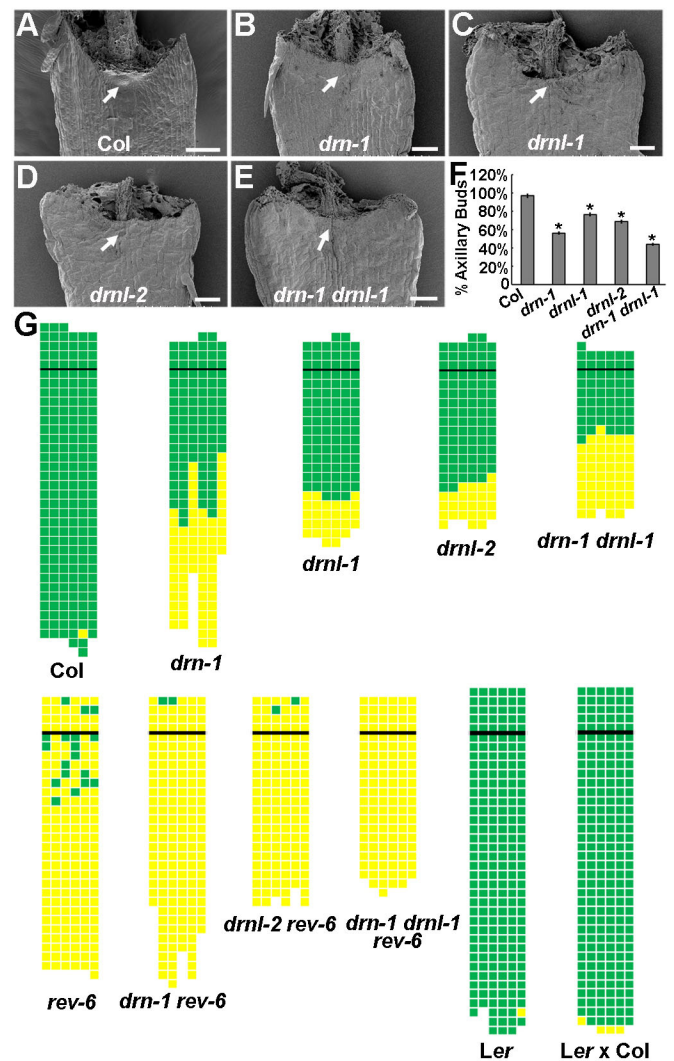 A
Col
B
drn-1
C
drnl-1
D
drnl-2
E
drn-1 drnl-1
F
% Axillary Buds
120%
100%
80%
60%
40%
20%
0
*
*
*
*
Col
drn-1
drnl-1
drnl-2
drn-1 drnl-1
G
Col
drn-1
drnl-1
drnl-2
drn-1 drnl-1
rev-6
drn-1 rev-6
drnl-2 rev-6
drn-1 drnl-1
rev-6
Ler
Ler x Col